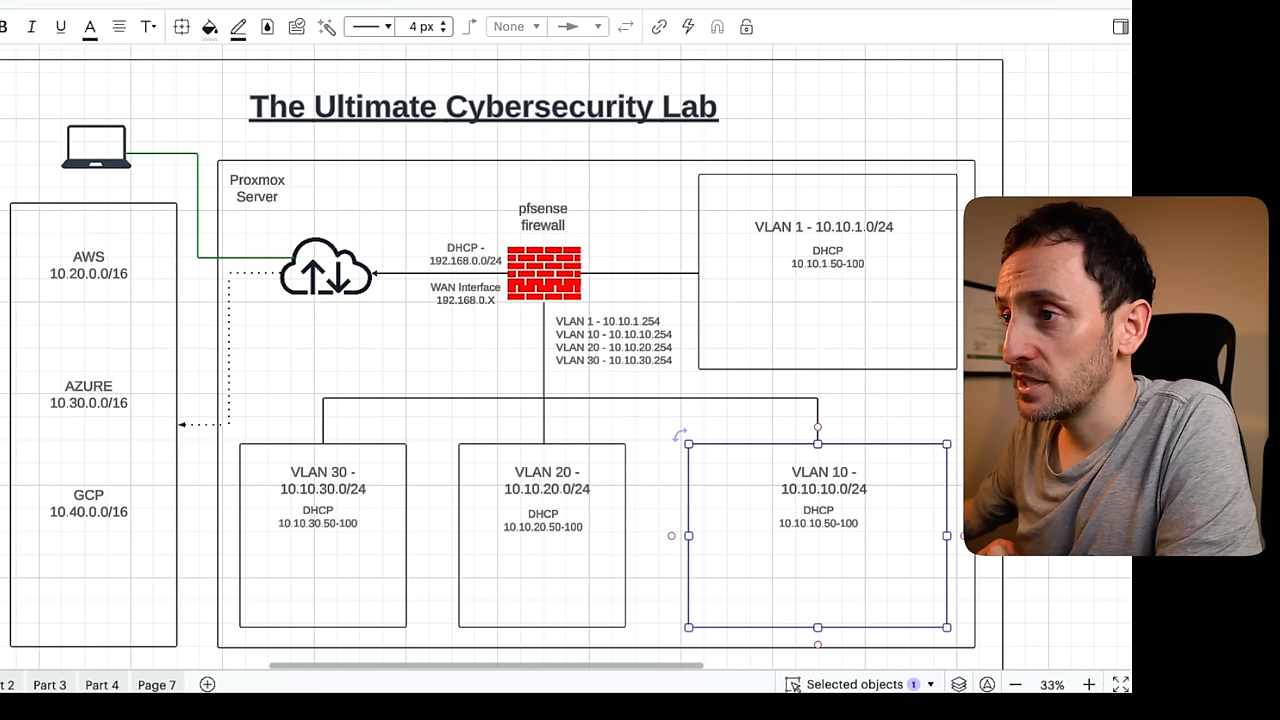 B I U A T
4 px
None
The Ultimate Cybersecurity Lab
Proxmox
Server
pfsense
firewall
DHCP -
192.168.0.0/24
WAN Interface
192.168.0.X
VLAN 1 - 10.10.1.0/24
DHCP
10.10.1.50-100
AWS
10.20.0.0/16
AZURE
10.30.0.0/16
GCP
10.40.0.0/16
VLAN 1 - 10.10.1.254
VLAN 10 - 10.10.10.254
VLAN 20 - 10.10.20.254
VLAN 30 - 10.10.30.254
VLAN 30 -
10.10.30.0/24
DHCP
10.10.30.50-100
VLAN 20 -
10.10.20.0/24
DHCP
10.10.20.50-100
VLAN 10 -
10.10.10.0/24
DHCP
10.10.10.50-100
t 2 Part 3 Part 4 Page 7
Selected objects 1
33%